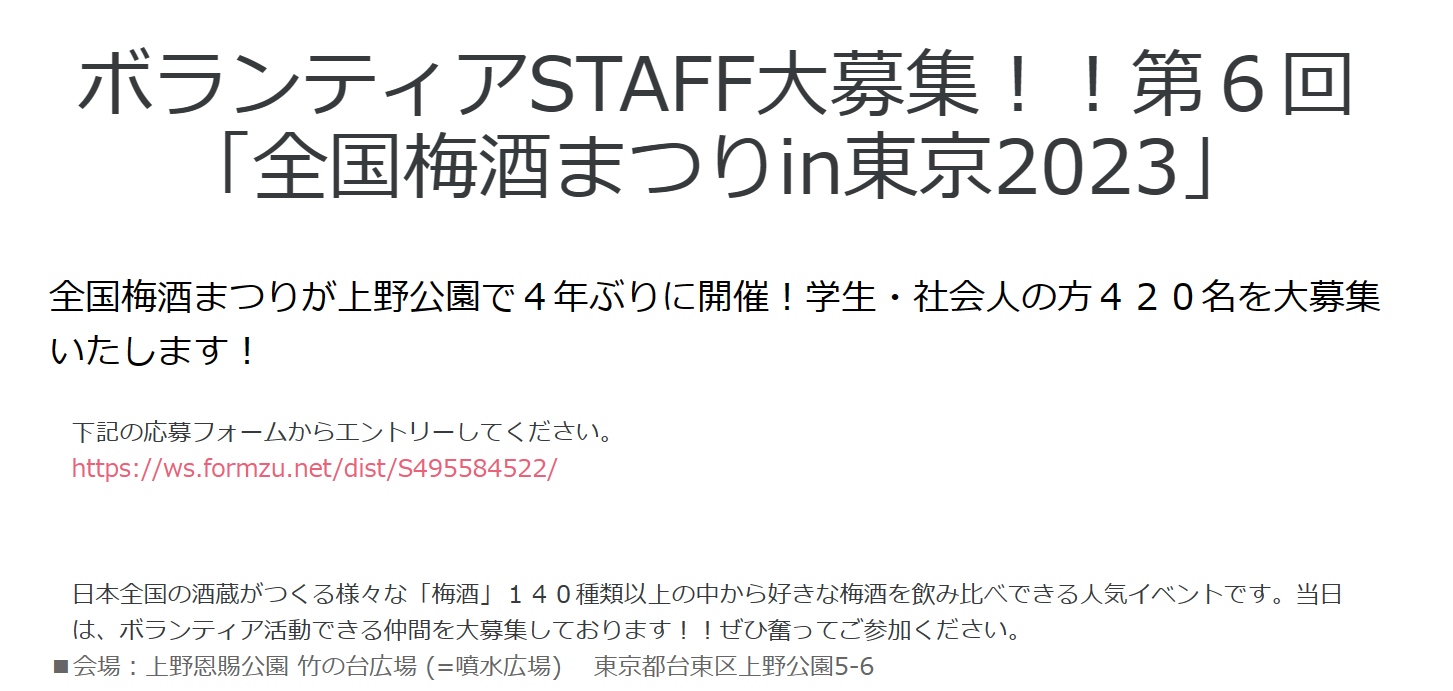 ボランティアSTAFF大募集！！第６回
「全国梅酒まつりin東京2023」
全国梅酒まつりが上野公園で４年ぶりに開催！学生・社会人の方４２０名を大募集
いたします！
下記の応募フォームからエントリーしてください。
https://ws.formzu.net/dist/S495584522/
日本全国の酒蔵がつくる様々な「梅酒」１４０種類以上の中から好きな梅酒を飲み比べできる人気イベントです。当日
は、ボランティア活動できる仲間を大募集しております！！ぜひ奮ってご参加ください。
■会場：上野恩賜公園 竹の台広場 (=噴水広場)　東京都台東区上野公園5-6